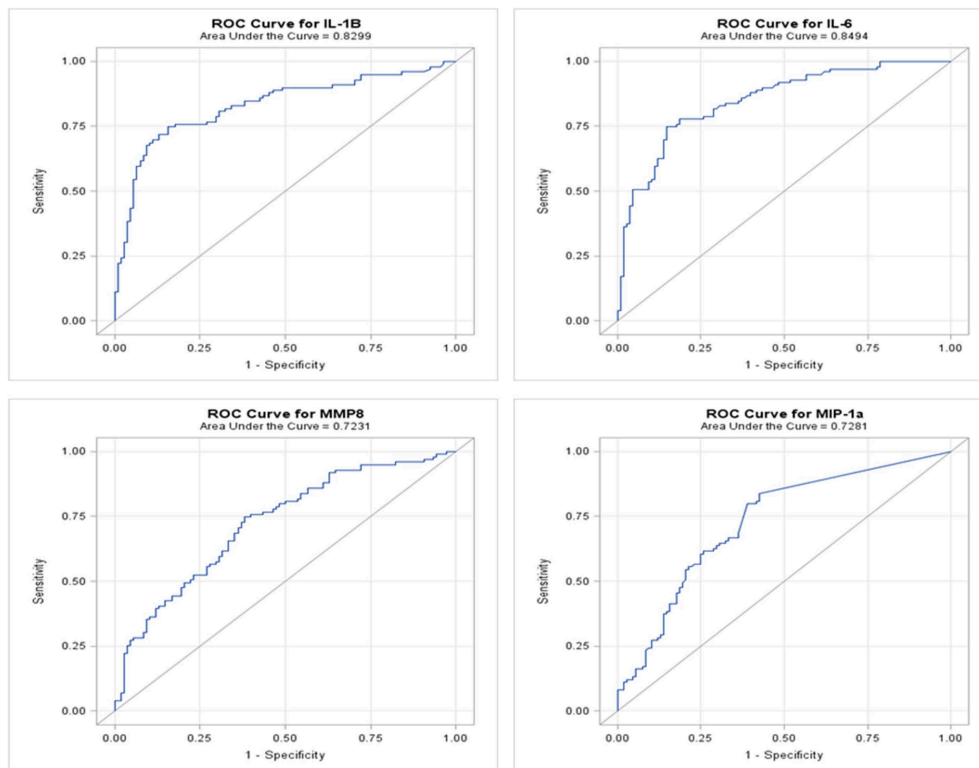 ROC Curve for IL-1B
Area Under the Curve = 0.8299
1.00
0.75
0.50
0.25
0.00
Sensitivity
0.00 0.25 0.50 0.75 1.00
1 - Specificity
ROC Curve for IL-6
Area Under the Curve = 0.8494
1.00
0.75
0.50
0.25
0.00
Sensitivity
0.00 0.25 0.50 0.75 1.00
1 - Specificity
ROC Curve for MMP8
Area Under the Curve = 0.7231
1.00
0.75
0.50
0.25
0.00
Sensitivity
0.00 0.25 0.50 0.75 1.00
1 - Specificity
ROC Curve for MIP-1a
Area Under the Curve = 0.7281
1.00
0.75
0.50
0.25
0.00
Sensitivity
0.00 0.25 0.50 0.75 1.00
1 - Specificity